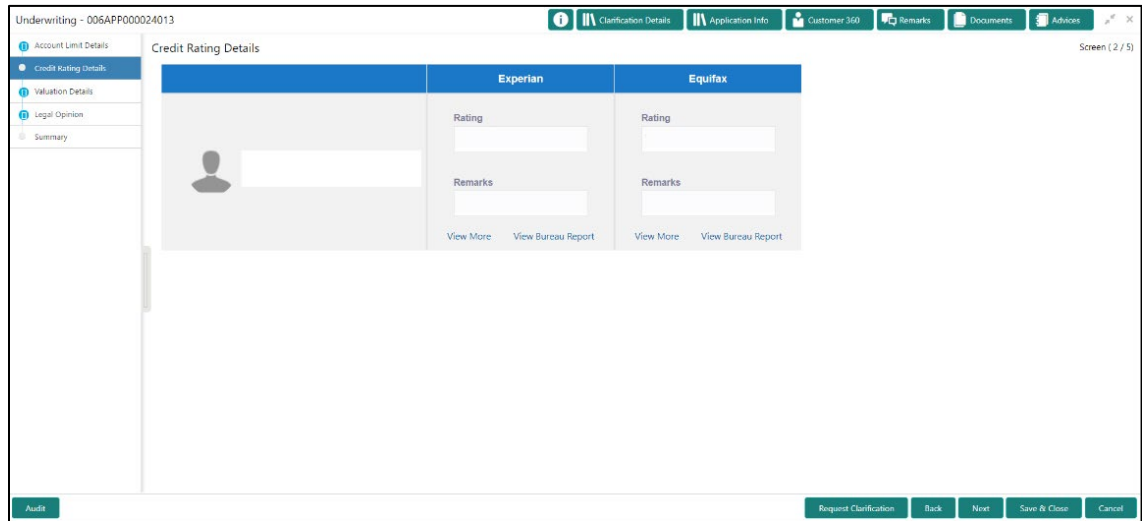 Underwriting - 006APP000024013
Clarification Details
Application Info
Customer 360
Remarks
Documents
Advices
Account Limit Details
Credit Rating Details
Valuation Details
Legal Opinion
Summary
Credit Rating Details
Screen ( 2 / 5)
Experian
Equifax
Rating
Rating
Remarks
Remarks
View More View Bureau Report
View More View Bureau Report
Audit
Request Clarification
Back
Next
Save & Close
Cancel